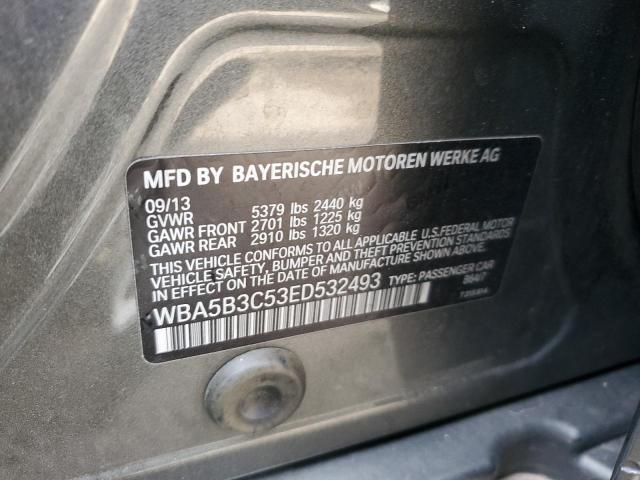 MFD BY BAYERISCHE MOTOREN WERKE AG
09/13
GVWR 5379 lbs 2440 kg
GAWR FRONT 2701 lbs 1225 kg
GAWR REAR 2910 lbs 1320 kg
THIS VEHICLE CONFORMS TO ALL APPLICABLE U.S.FEDERAL MOTOR
VEHICLE SAFETY, BUMPER AND THEFT PREVENTION STANDARDS
IN EFFECT ON THE DATE OF MANUFACTURE SHOWN ABOVE.
WBA5B3C53ED532493 TYPE: PASSENGER CAR